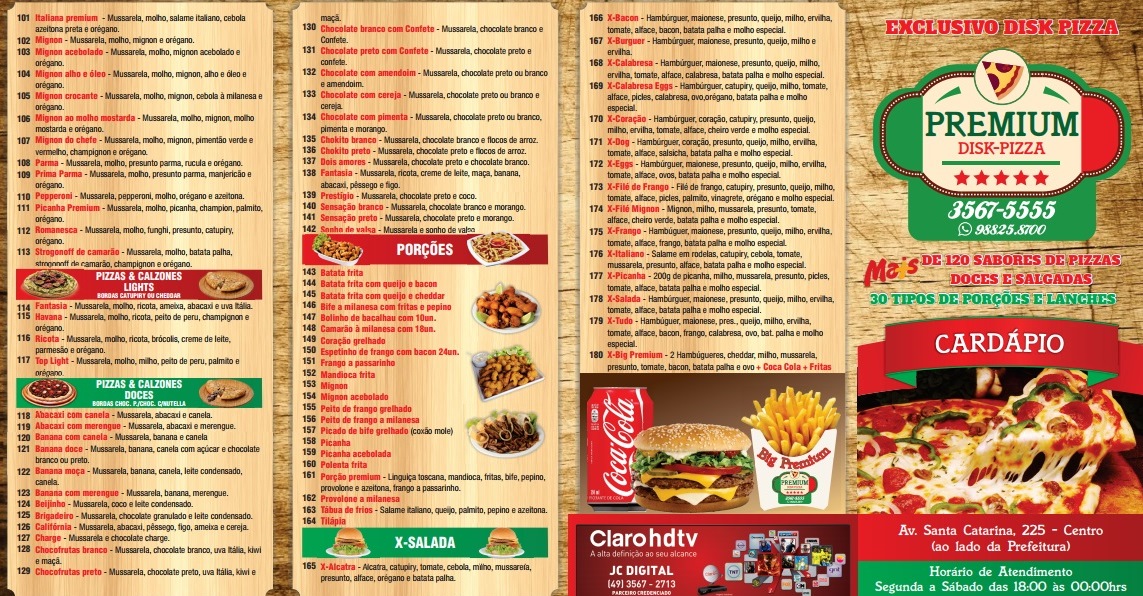 101 Italiana premium - Mussarela, molho, salame italiano, cebola
azeitona preta e orégano.
102 Mignon - Mussarela, molho, mignon e orégano.
103 Mignon acebolado - Mussarela, molho, mignon acebolado e
orégano.
104 Mignon alho e óleo - Mussarela, molho, mignon, alho e óleo e
orégano.
105 Mignon crocante - Mussarela, molho, mignon, cebola à milanesa e
orégano.
106 Mignon ao molho mostarda - Mussarela, molho, mignon, molho
mostarda e orégano.
107 Mignon do chefe - Mussarela, molho, mignon, pimentão verde e
vermelho, champignon e orégano.
108 Parma - Mussarela, molho, presunto parma, rucula e orégano.
109 Prima Parma - Mussarela, molho, presunto parma, manjericão e
orégano.
110 Pepperoni - Mussarela, pepperoni, molho, orégano e azeitona.
111 Picanha Premium - Mussarela, molho, picanha, champion, palmito,
orégano.
112 Romanesca - Mussarela, molho, funghi, presunto, catupiry,
orégano.
113 Strogonoff de camarão - Mussarela, molho, batata palha,
strogonoff de camarão, champignon e orégano.
PIZZAS & CALZONES
LIGHTS
BORDAS CATUPIRY OU CHEDDAR
114 Fantasia - Mussarela, molho, ricota, ameixa, abacaxi e uva Itália.
115 Havana - Mussarela, molho, ricota, peito de peru, champignon e
orégano.
116 Ricota - Mussarela, molho, ricota, brócolis, creme de leite,
parmesão e orégano.
117 Top Light - Mussarela, molho, milho, peito de peru, palmito e
orégano.
PIZZAS & CALZONES
DOCES
BORDAS CHOC. P./CHOC. C/NUTELLA
118 Abacaxi com canela - Mussarela, abacaxi e canela.
119 Abacaxi com merengue - Mussarela, abacaxi e merengue.
120 Banana com canela - Mussarela, banana e canela
121 Banana doce - Mussarela, banana, canela com açúcar e chocolate
branco ou preto.
122 Banana moça - Mussarela, banana, canela, leite condensado,
canela.
123 Banana com merengue - Mussarela, banana, merengue.
124 Beijinho - Mussarela, coco e leite condensado.
125 Brigadeiro - Mussarela, chocolate granulado e leite condensado.
126 Califórnia - Mussarela, abacaxi, pêssego, figo, ameixa e cereja.
127 Charge - Mussarela e chocolate charge.
128 Chocofrutas branco - Mussarela, chocolate branco, uva Itália, kiwi
e maçã.
129 Chocofrutas preto - Mussarela, chocolate preto, uva Itália, kiwi e
maçã.
130 Chocolate branco com Confete - Mussarela, chocolate branco e
Confete.
131 Chocolate preto com Confete - Mussarela, chocolate preto e
confete.
132 Chocolate com amendoim - Mussarela, chocolate preto ou branco
e amendoim.
133 Chocolate com cereja - Mussarela, chocolate preto ou branco e
cereja.
134 Chocolate com pimenta - Mussarela, chocolate preto ou branco,
pimenta e morango.
135 Chokito branco - Mussarela, chocolate branco e flocos de arroz.
136 Chokito preto - Mussarela, chocolate preto e flocos de arroz.
137 Dois amores - Mussarela, chocolate preto e chocolate branco.
138 Fantasia - Mussarela, ricota, creme de leite, maça, banana,
abacaxi, pêssego e figo.
139 Prestígio - Mussarela, chocolate preto e coco.
140 Sensação branco - Mussarela, chocolate branco e morango.
141 Sensação preto - Mussarela, chocolate preto e morango.
142 Sonho de valsa - Mussarela e sonho de valsa
PORÇÕES
143 Batata frita
144 Batata frita com queijo e bacon
145 Batata frita com queijo e cheddar
146 Bife a milanesa com fritas e pepino
147 Bolinho de bacalhau com 10un.
148 Camarão à milanesa com 18un.
149 Coração grelhado
150 Espetinho de frango com bacon 24un.
151 Frango a passarinho
152 Mandioca frita
153 Mignon
154 Mignon acebolado
155 Peito de frango grelhado
156 Peito de frango a milanesa
157 Picado de bife grelhado (coxão mole)
158 Picanha
159 Picanha acebolada
160 Polenta frita
161 Porção premium - Linguiça toscana, mandioca, fritas, bife, pepino,
provolone e azeitona, frango a passarinho.
162 Provolone a milanesa
163 Tábua de frios - Salame italiano, queijo, palmito, pepino e azeitona.
164 Tilápia
X-SALADA
165 X-Alcatra - Alcatra, catupiry, tomate, cebola, milho, mussarela,
presunto, alface, orégano e batata palha.
166 X-Bacon - Hambúrguer, maionese, presunto, queijo, milho, ervilha,
tomate, alface, bacon, batata palha e molho especial.
167 X-Burguer - Hambúrguer, maionese, presunto, queijo, milho e
ervilha.
168 X-Calabresa - Hambúrguer, maionese, presunto, queijo, milho,
ervilha, tomate, alface, calabresa, batata palha e molho especial.
169 X-Calabresa Eggs - Hambúrguer, catupiry, queijo, milho, tomate,
alface, picles, calabresa, ovo,orégano, batata palha e molho
especial.
170 X-Coração - Hambúrguer, coração, catupiry, presunto, queijo,
milho, ervilha, tomate, alface, cheiro verde e molho especial.
171 X-Dog - Hambúrguer, coração, presunto, queijo, milho, tomate,
alface, salsicha, batata palha e molho especial.
172 X-Eggs - Hambúrguer, maionese, presunto, queijo, milho, ervilha,
tomate, alface, ovos, batata palha e molho especial.
173 X-Filé de Frango - Filé de frango, catupiry, presunto, queijo, milho,
tomate, alface, picles, palmito, vinagrete, orégano e molho especial.
174 X-Filé Mignon - Mignon, milho, mussarela, presunto, tomate,
alface, cheiro verde, batata palha e molho especial.
175 X-Frango - Hambúrguer, maionese, presunto, queijo, milho,
tomate, alface, frango, batata palha e molho especial.
176 X-Italiano - Salame em rodelas, catupiry, cebola, tomate,
mussarela, presunto, alface, batata palha e molho especial.
177 X-Picanha - 200g de picanha, milho, mussarela, presunto, picles,
tomate, alface, batata palha e molho especial.
178 X-Salada - Hambúrguer, maionese, presunto, queijo, milho, ervilha,
tomate, alface, batata palha e molho especial.
179 X-Tudo - Hambúguer, maionese, pres., queijo, milho, ervilha,
tomate, alface, bacon, frango, calabresa, ovo, bat. palha e molho
especial.
180 X-Big Premium - 2 Hambúgueres, cheddar, milho, mussarela,
presunto, tomate, bacon, batata palha e ovo + Coca Cola + Fritas
Coca-Cola
Big Premium
PREMIUM
Claro hdtv
A alta definição ao seu alcance
JC DIGITAL
(49) 3567 - 2713
PARCEIRO CREDENCIADO
TNT
EXCLUSIVO DISK PIZZA
PREMIUM
DISK-PIZZA
3567-5555
98825.8700
Mais DE 120 SABORES DE PIZZAS
DOCES E SALGADAS
30 TIPOS DE PORÇÕES E LANCHES
CARDÁPIO
Av. Santa Catarina, 225 - Centro
(ao lado da Prefeitura)
Horário de Atendimento
Segunda a Sábado das 18:00 às 00:00hrs